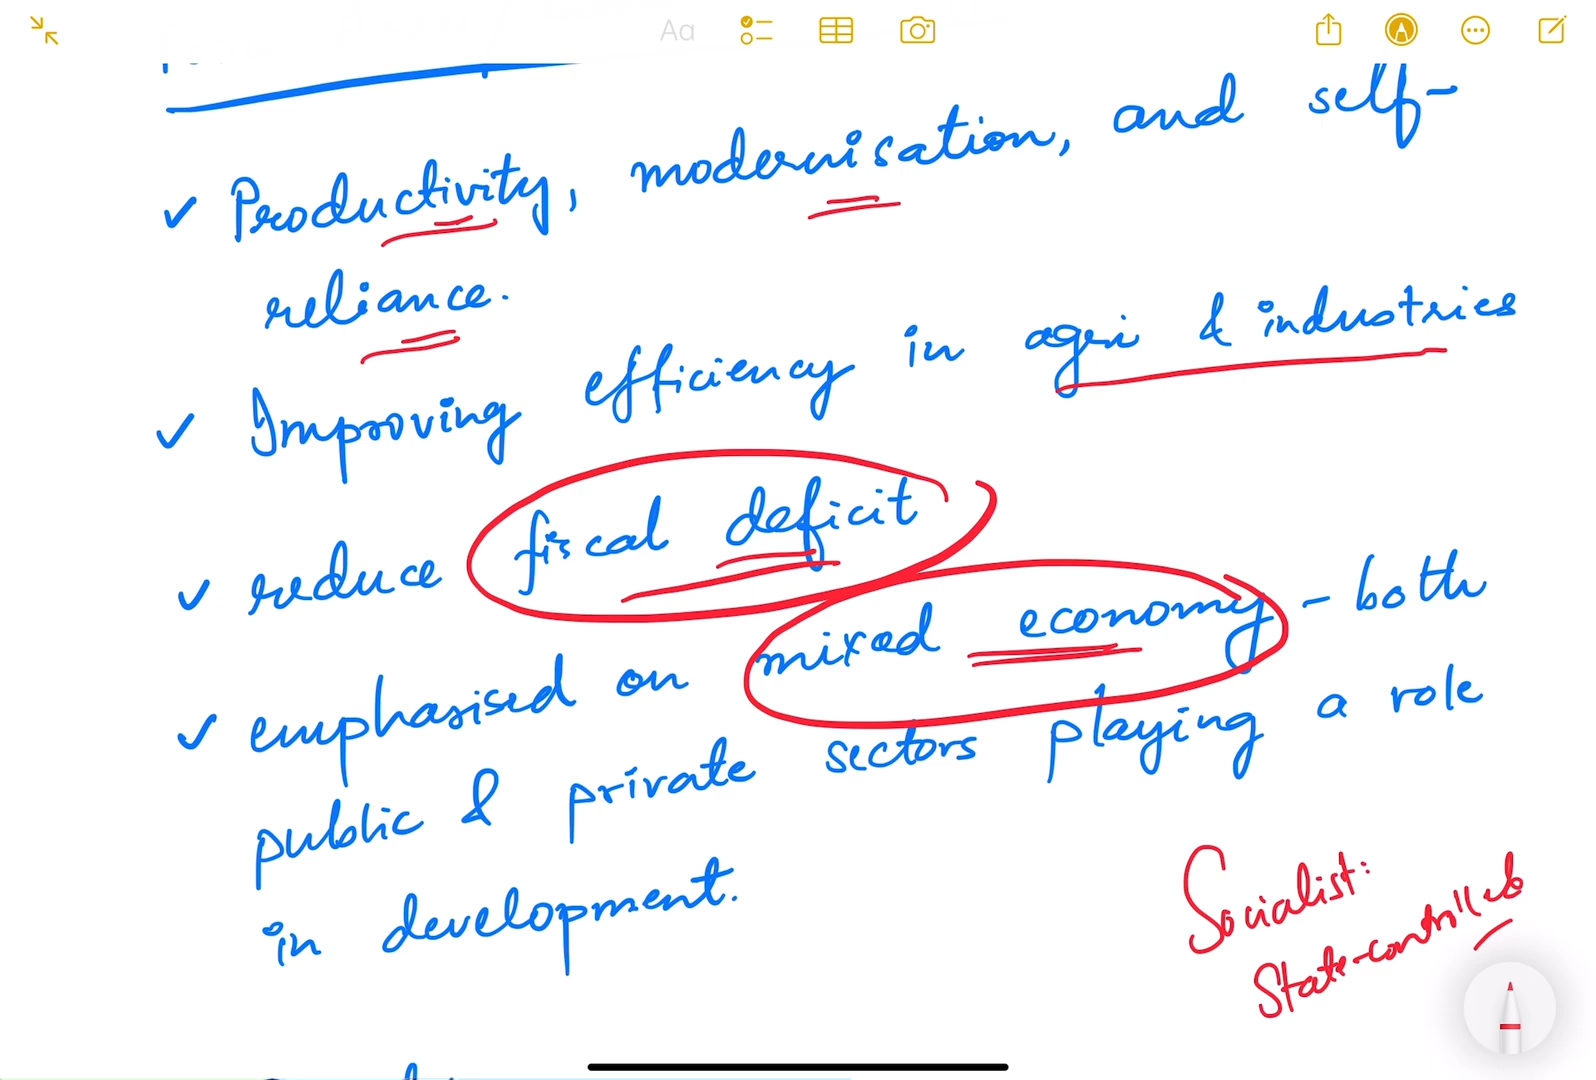 Aa
✓ Productivity, modernisation, and self-
reliance.
✓ Improving efficiency in agri & industries
✓ reduce fiscal deficit
✓ emphasised on mixed economy - both
public & private sectors playing a role
in development.
Socialist:
State-controlled